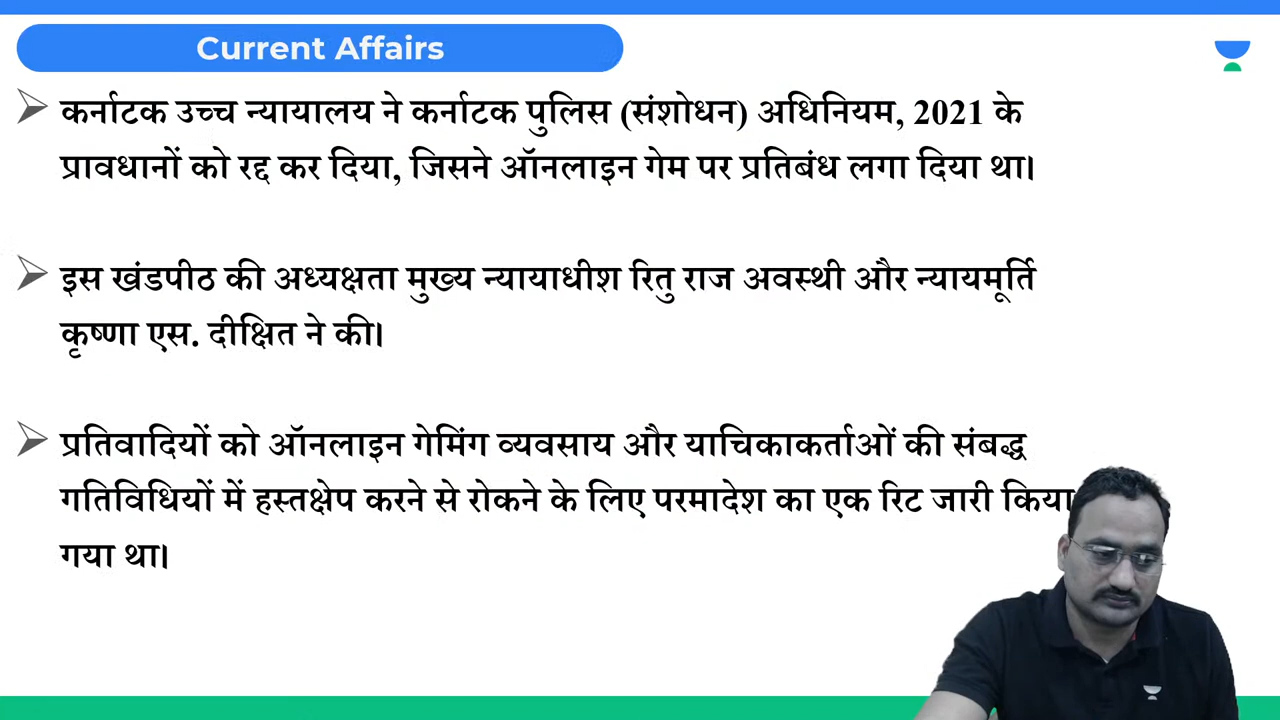 Current Affairs
कर्नाटक उच्च न्यायालय ने कर्नाटक पुलिस (संशोधन) अधिनियम, 2021 के
प्रावधानों को रद्द कर दिया, जिसने ऑनलाइन गेम पर प्रतिबंध लगा दिया था।
इस खंडपीठ की अध्यक्षता मुख्य न्यायाधीश रितु राज अवस्थी और न्यायमूर्ति
कृष्णा एस. दीक्षित ने की।
प्रतिवादियों को ऑनलाइन गेमिंग व्यवसाय और याचिकाकर्ताओं की संबद्ध
गतिविधियों में हस्तक्षेप करने से रोकने के लिए परमादेश का एक रिट जारी किया
गया था।